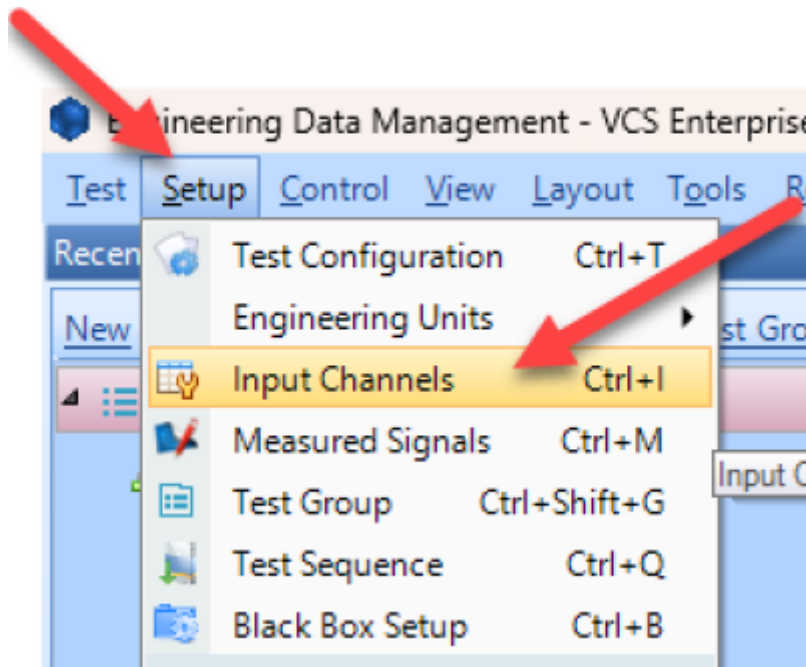 Engineering Data Management - VCS Enterprise
Test Setup Control View Layout Tools
Recen
New st Gro
Test Configuration Ctrl+T
Engineering Units
Input Channels Ctrl+I
Measured Signals Ctrl+M
Input C
Test Group Ctrl+Shift+G
Test Sequence Ctrl+Q
Black Box Setup Ctrl+B